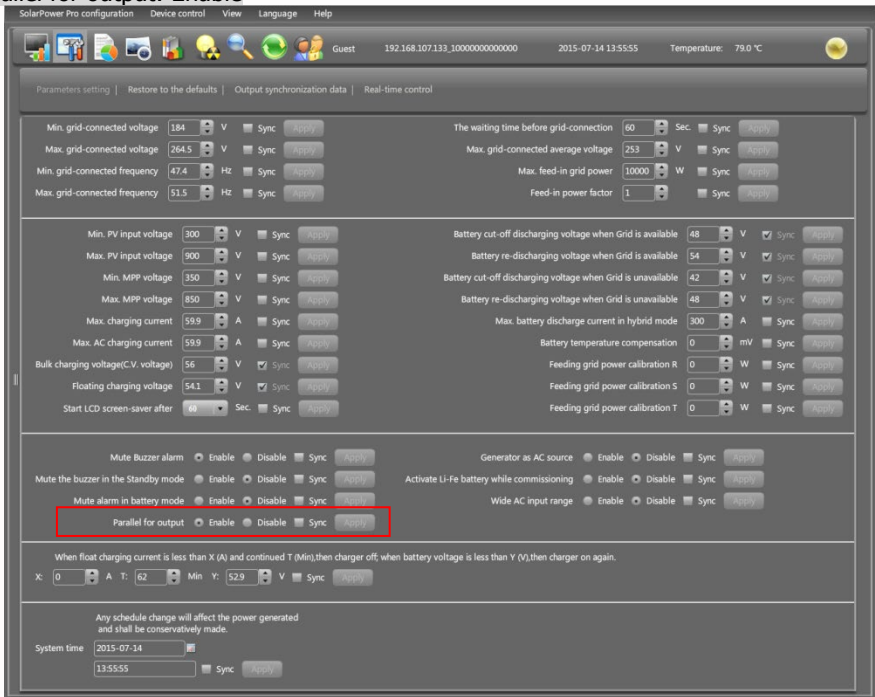 SolarPower Pro configuration Device control View Language Help
Guest 192.168.107.133_10000000000000 2015-07-14 13:55:55 Temperature: 79.0 ℃
Parameters setting | Restore to the defaults | Output synchronization data | Real-time control
Min. grid-connected voltage 184 V Sync Apply The waiting time before grid-connection 60 Sec. Sync Apply
Max. grid-connected voltage 264.5 V Sync Apply Max. grid-connected average voltage 253 V Sync Apply
Min. grid-connected frequency 47.4 Hz Sync Apply Max. feed-in grid power 10000 W Sync Apply
Max. grid-connected frequency 51.5 Hz Sync Apply Feed-in power factor 1 Sync Apply
Min. PV input voltage 300 V Sync Apply Battery cut-off discharging voltage when Grid is available 48 V Sync Apply
Max. PV input voltage 900 V Sync Apply Battery re-discharging voltage when Grid is available 54 V Sync Apply
Min. MPP voltage 350 V Sync Apply Battery cut-off discharging voltage when Grid is unavailable 42 V Sync Apply
Max. MPP voltage 850 V Sync Apply Battery re-discharging voltage when Grid is unavailable 48 V Sync Apply
Max. charging current 59.9 A Sync Apply Max. battery discharge current in hybrid mode 300 A Sync Apply
Max. AC charging current 59.9 A Sync Apply Battery temperature compensation 0 mV Sync Apply
Bulk charging voltage(C.V. voltage) 56 V Sync Apply Feeding grid power calibration R 0 W Sync Apply
Floating charging voltage 54.1 V Sync Apply Feeding grid power calibration S 0 W Sync Apply
Start LCD screen-saver after 60 Sec. Sync Apply Feeding grid power calibration T 0 W Sync Apply
Mute Buzzer alarm Enable Disable Sync Apply Generator as AC source Enable Disable Sync Apply
Mute the buzzer in the Standby mode Enable Disable Sync Apply Activate Li-Fe battery while commissioning Enable Disable Sync Apply
Mute alarm in battery mode Enable Disable Sync Apply Wide AC input range Enable Disable Sync Apply
Parallel for output Enable Disable Sync Apply
When float charging current is less than X (A) and continued T (Min),then charger off; when battery voltage is less than Y (V),then charger on again.
X: 0 A T: 62 Min Y: 52.9 V Sync Apply
Any schedule change will affect the power generated
and shall be conservatively made.
System time 2015-07-14
13:55:55 Sync Apply